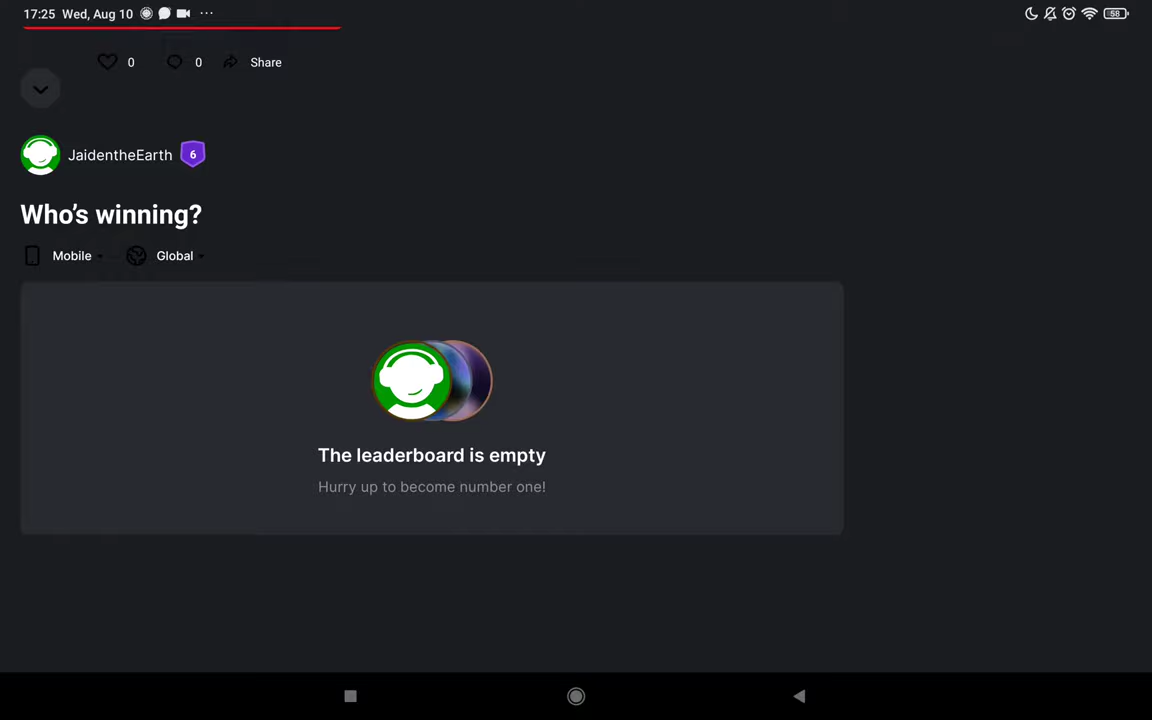 17:25 Wed, Aug 10 ... 58
0 0 Share
JaidentheEarth 6
Who's winning?
Mobile Global
The leaderboard is empty
Hurry up to become number one!